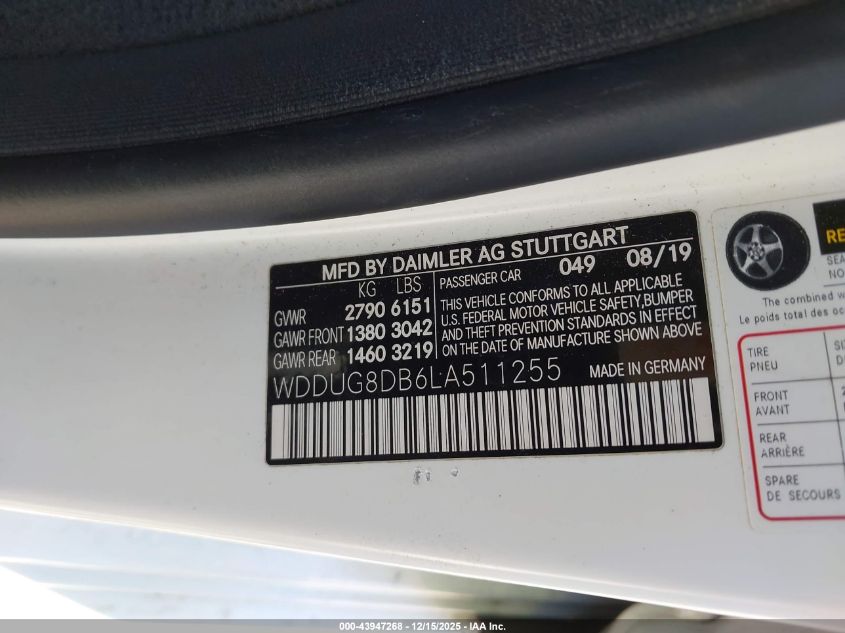 MFD BY DAIMLER AG STUTTGART
KG LBS
GVWR 2790 6151
GAWR FRONT 1380 3042
GAWR REAR 1460 3219
PASSENGER CAR 049 08/19
THIS VEHICLE CONFORMS TO ALL APPLICABLE
U.S. FEDERAL MOTOR VEHICLE SAFETY, BUMPER
AND THEFT PREVENTION STANDARDS IN EFFECT
ON THE DATE OF MANUFACTURE SHOWN ABOVE
WDDUG8DB6LA511255 MADE IN GERMANY
The combined
Le poids total des
TIRE
PNEU
FRONT
AVANT
REAR
ARRIÈRE
SPARE
DE SECOURS
000-43947268 - 12/15/2025 - IAA Inc.